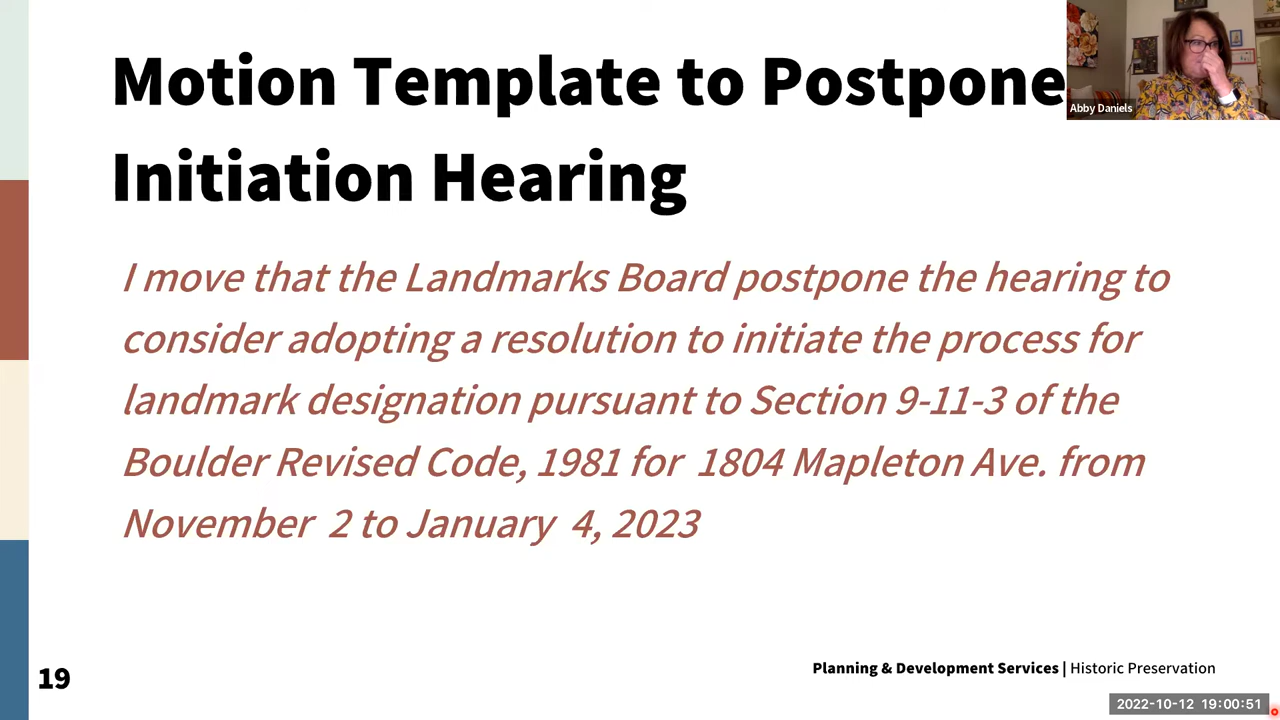 Motion Template to Postpone
Initiation Hearing
Abby Daniels
I move that the Landmarks Board postpone the hearing to
consider adopting a resolution to initiate the process for
landmark designation pursuant to Section 9-11-3 of the
Boulder Revised Code, 1981 for 1804 Mapleton Ave. from
November 2 to January 4, 2023
19
Planning & Development Services | Historic Preservation
2022-10-12 19:00:51